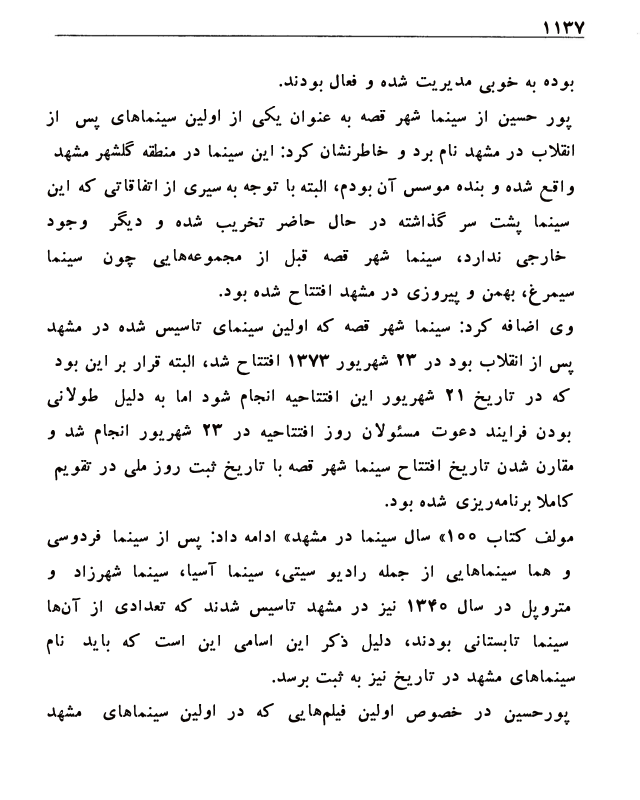 ۱۱۳۷
بوده به خوبی مدیریت شده و فعال بودند.
پور حسین از سینما شهر قصه به عنوان یکی از اولین سینماهای پس از
انقلاب در مشهد نام برد و خاطرنشان کرد: این سینما در منطقه گلشهر مشهد
واقع شده و بنده موسس آن بودم، البته با توجه به سیری از اتفاقاتی که این
سینما پشت سر گذاشته در حال حاضر تخریب شده و دیگر وجود
خارجی ندارد، سینما شهر قصه قبل از مجموعه‌هایی چون سینما
سیمرغ، بهمن و پیروزی در مشهد افتتاح شده بود.
وی اضافه کرد: سینما شهر قصه که اولین سینمای تاسیس شده در مشهد
پس از انقلاب بود در ۲۳ شهریور ۱۳۷۳ افتتاح شد، البته قرار بر این بود
که در تاریخ ۲۱ شهریور این افتتاحیه انجام شود اما به دلیل طولانی
بودن فرایند دعوت مسئولان روز افتتاحیه در ۲۳ شهریور انجام شد و
مقارن شدن تاریخ افتتاح سینما شهر قصه با تاریخ ثبت روز ملی در تقویم
کاملا برنامه‌ریزی شده بود.
مولف کتاب ۱۰۰» سال سینما در مشهد» ادامه داد: پس از سینما فردوسی
و هما سینماهایی از جمله رادیو سیتی، سینما آسیا، سینما شهرزاد و
متروپل در سال ۱۳۴۰ نیز در مشهد تاسیس شدند که تعدادی از آن‌ها
سینما تابستانی بودند، دلیل ذکر این اسامی این است که باید نام
سینماهای مشهد در تاریخ نیز به ثبت برسد.
پورحسین در خصوص اولین فیلم‌هایی که در اولین سینماهای مشهد